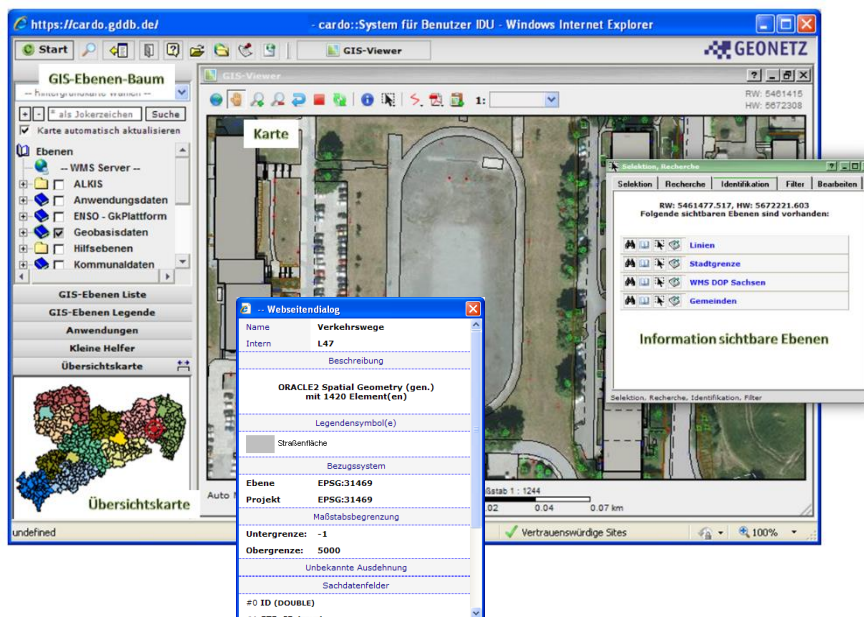 https://cardo.gddb.de/ - cardo::System für Benutzer IDU - Windows Internet Explorer
Start
GIS-Viewer
GEONETZ
GIS-Ebenen-Baum
+ - * als Jokerzeichen Suche
Karte automatisch aktualisieren
Ebenen
-- WMS Server --
ALKIS
Anwendungsdaten
ENSO - GkPlattform
Geobasisdaten
Hilfsebenen
Kommunaldaten
GIS-Ebenen Liste
GIS-Ebenen Legende
Anwendungen
Kleine Helfer
Übersichtskarte
Übersichtskarte
undefined
GIS-Viewer
1:
RW: 5461415
HW: 5672308
Karte
Auto
1 : 1244
0.04 0.07 km
Vertrauenswürdige Sites
100%
Selektion, Recherche
Selektion Recherche Identifikation Filter Bearbeiten
RW: 5461477.517, HW: 5672221.603
Folgende sichtbaren Ebenen sind vorhanden:
Linien
Stadtgrenze
WMS DOP Sachsen
Gemeinden
Information sichtbare Ebenen
Selektion, Recherche, Identifikation, Filter
-- Webseitendialog
Name Verkehrswege
Intern L47
Beschreibung
ORACLE2 Spatial Geometry (gen.)
mit 1420 Element(en)
Legendensymbol(e)
Straßenfläche
Bezugssystem
Ebene EPSG:31469
Projekt EPSG:31469
Maßstabsbegrenzung
Untergrenze: -1
Obergrenze: 5000
Unbekannte Ausdehnung
Sachdatenfelder
#0 ID (DOUBLE)